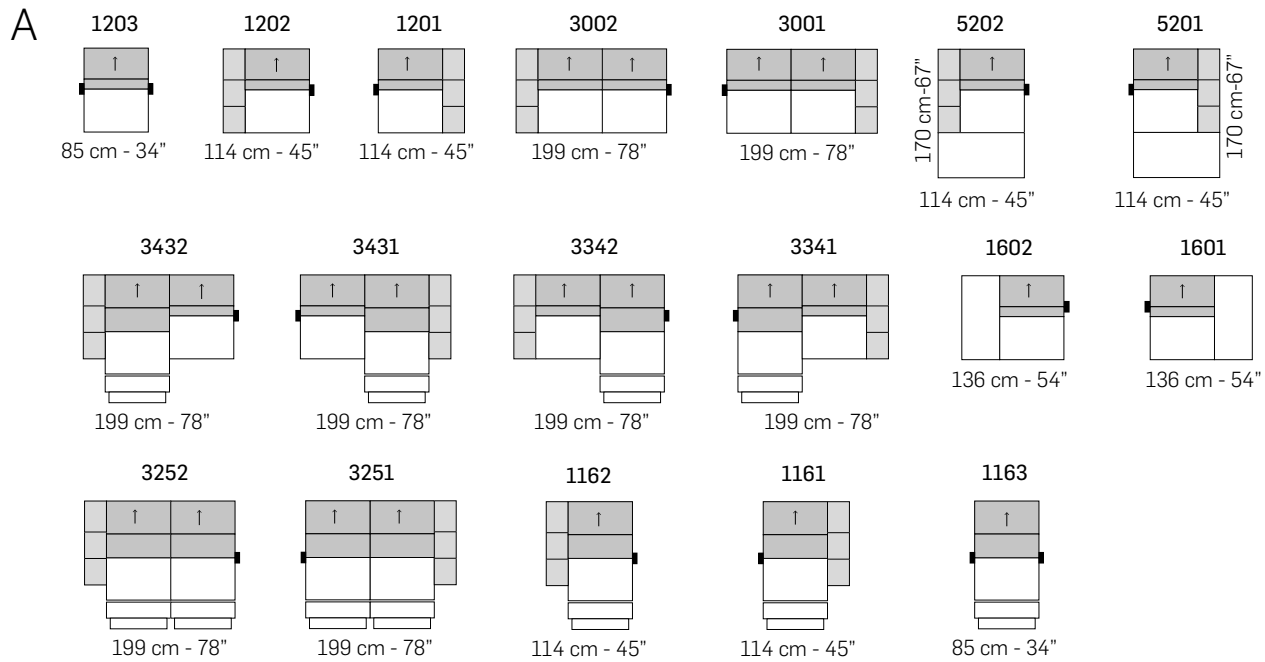 A
1203 1202 1201 3002 3001 5202 5201
170 cm-67” 170 cm-67”
85 cm - 34” 114 cm - 45” 114 cm - 45” 199 cm - 78” 199 cm - 78”
114 cm - 45” 114 cm - 45”
3432 3431 3342 3341 1602 1601
136 cm - 54” 136 cm - 54”
199 cm - 78” 199 cm - 78” 199 cm - 78” 199 cm - 78”
3252 3251 1162 1161 1163
199 cm - 78” 199 cm - 78” 114 cm - 45” 114 cm - 45” 85 cm - 34”